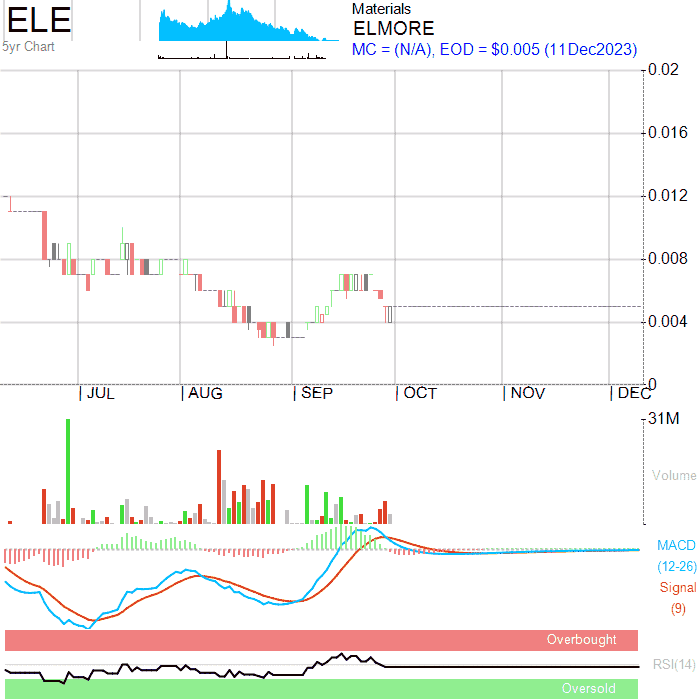 ELE
5yr Chart
Materials
ELMORE
MC = (N/A), EOD = $0.005 (11Dec2023)
0.02
0.016
0.012
0.008
0.004
0
JUL AUG SEP OCT NOV DEC
31M
Volume
MACD
(12-26)
Signal
(9)
Overbought
RSI(14)
Oversold